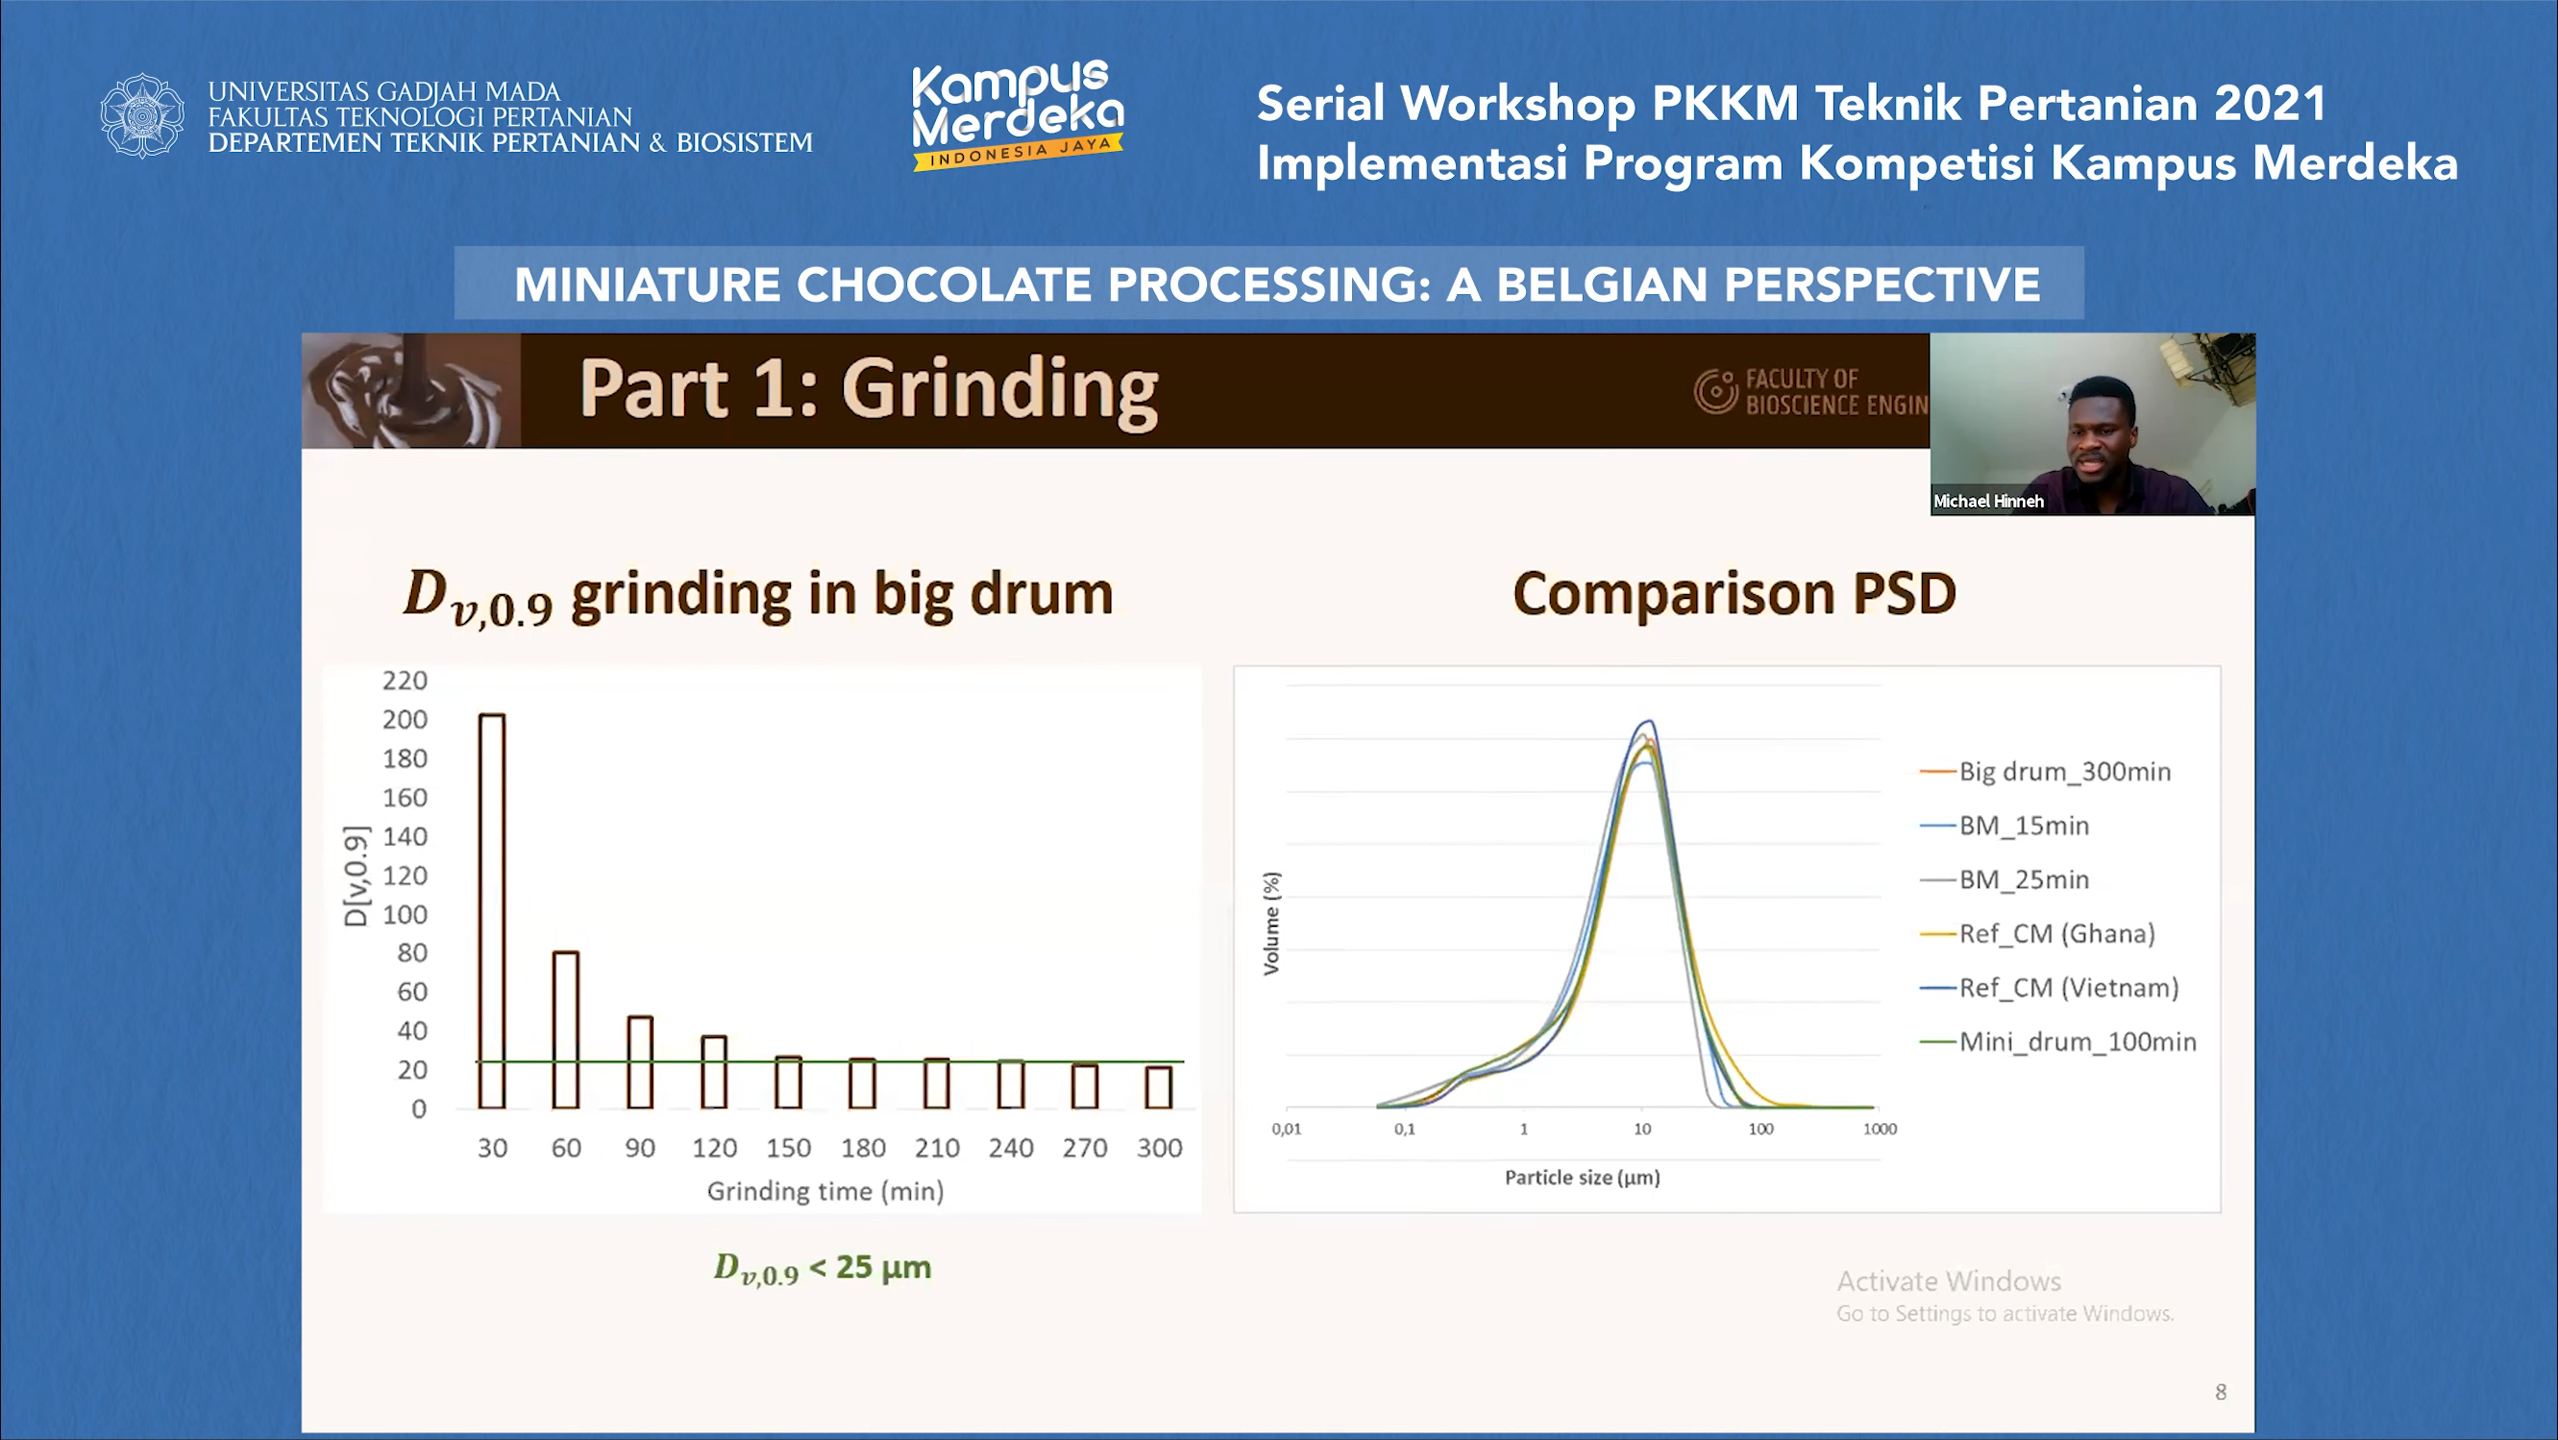 UNIVERSITAS GADJAH MADA
FAKULTAS TEKNOLOGI PERTANIAN
DEPARTEMEN TEKNIK PERTANIAN & BIOSISTEM
Kampus
Merdeka
INDONESIA JAYA
Serial Workshop PKKM Teknik Pertanian 2021
Implementasi Program Kompetisi Kampus Merdeka
MINIATURE CHOCOLATE PROCESSING: A BELGIAN PERSPECTIVE
Part 1: Grinding
FACULTY OF
BIOSCIENCE ENGIN
Michael Hinneh
Dv,0.9 grinding in big drum
220
200
180
160
140
120
100
80
60
40
20
0
D[v,0.9]
30 60 90 120 150 180 210 240 270 300
Grinding time (min)
Dv,0.9 < 25 µm
Comparison PSD
Volume (%)
0,01 0,1 1 10 100 1000
Particle size (µm)
Big drum_300min
BM_15min
BM_25min
Ref_CM (Ghana)
Ref_CM (Vietnam)
Mini_drum_100min
Activate Windows
Go to Settings to activate Windows.
8